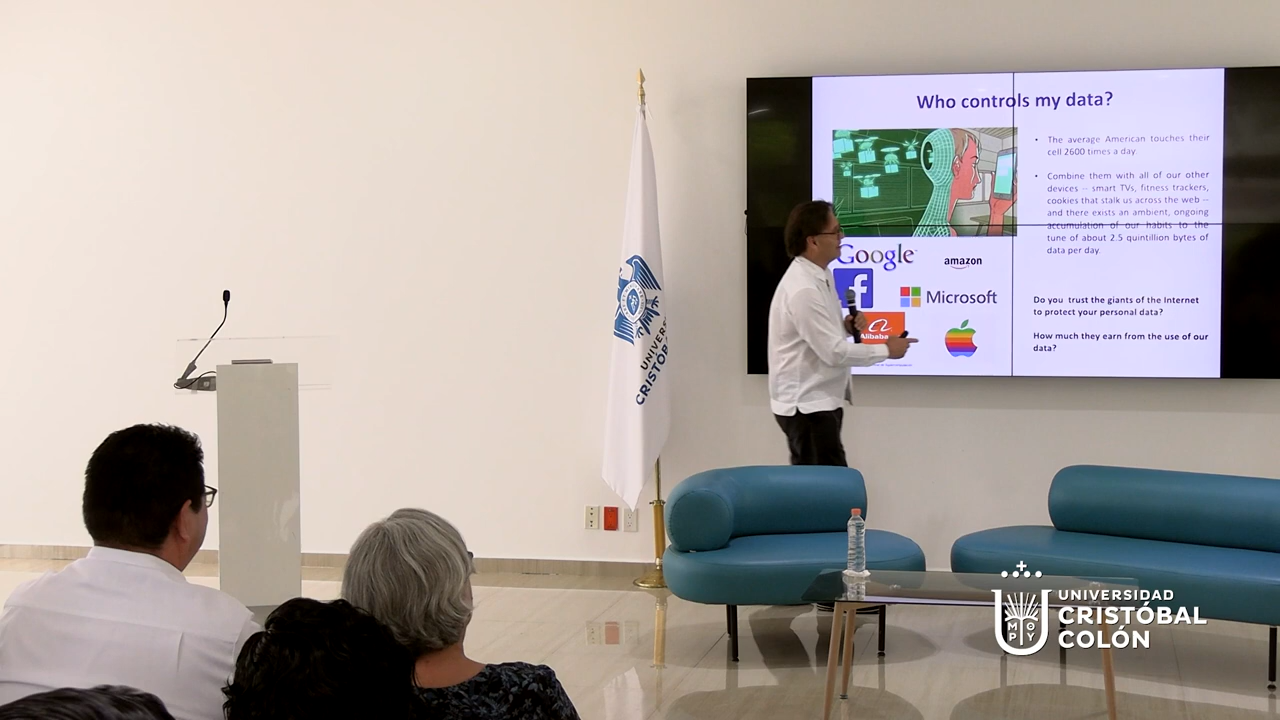 Who controls my data?
• The average American touches their
cell 2600 times a day.
• Combine them with all of our other
devices -- smart TVs, fitness trackers,
cookies that stalk us across the web --
and there exists an ambient, ongoing
accumulation of our habits to the
tune of about 2.5 quintillion bytes of
data per day.
Google
amazon
f
Microsoft
Alibaba
Do you trust the giants of the Internet
to protect your personal data?
How much they earn from the use of our
data?
UNIVERS
CRISTÓB
UNIVERSIDAD
CRISTÓBAL
COLÓN
M O P Y